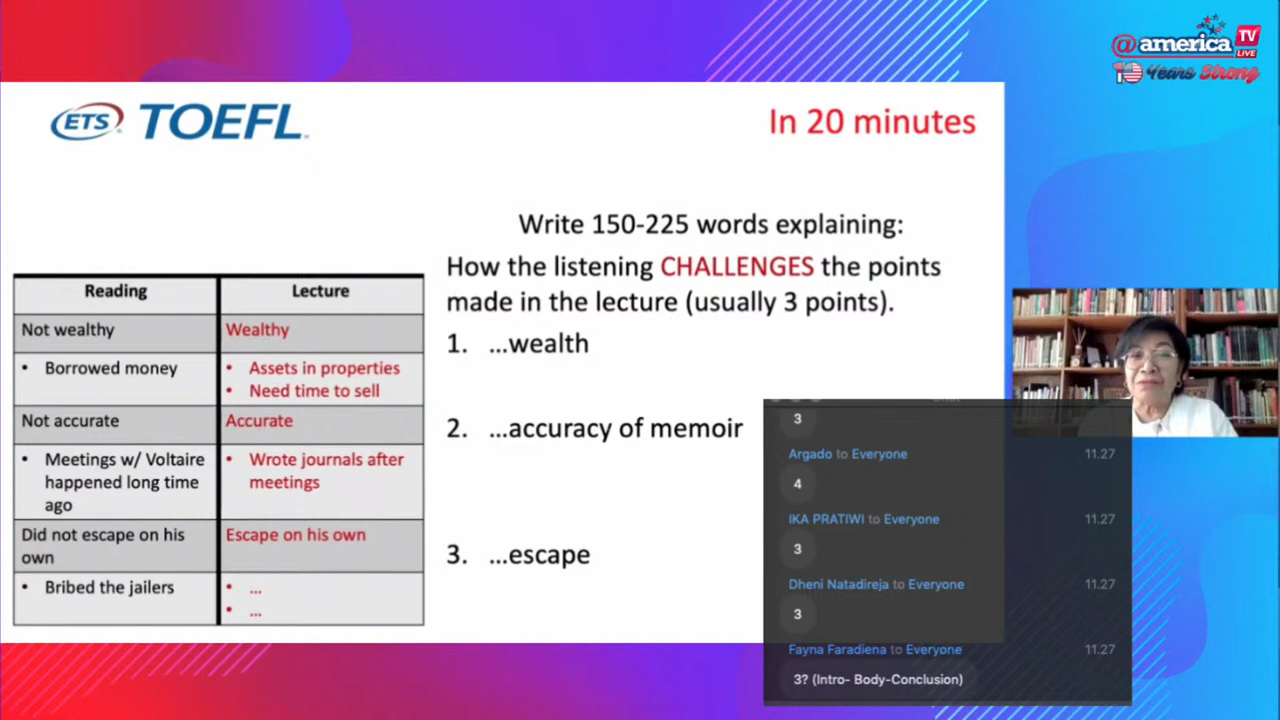 @america TV LIVE
10 Years Strong
ETS TOEFL
In 20 minutes
Write 150-225 words explaining:
How the listening CHALLENGES the points
made in the lecture (usually 3 points).
1. ...wealth
2. ...accuracy of memoir
3. ...escape
Reading Lecture
Not wealthy Wealthy
• Borrowed money • Assets in properties
• Need time to sell
Not accurate Accurate
• Meetings w/ Voltaire • Wrote journals after
happened long time meetings
ago
Did not escape on his Escape on his own
own
• Bribed the jailers • ...
• ...
3
Argado to Everyone 11.27
4
IKA PRATIWI to Everyone 11.27
3
Dheni Natadireja to Everyone 11.27
3
Fayna Faradiena to Everyone 11.27
3? (Intro- Body-Conclusion)